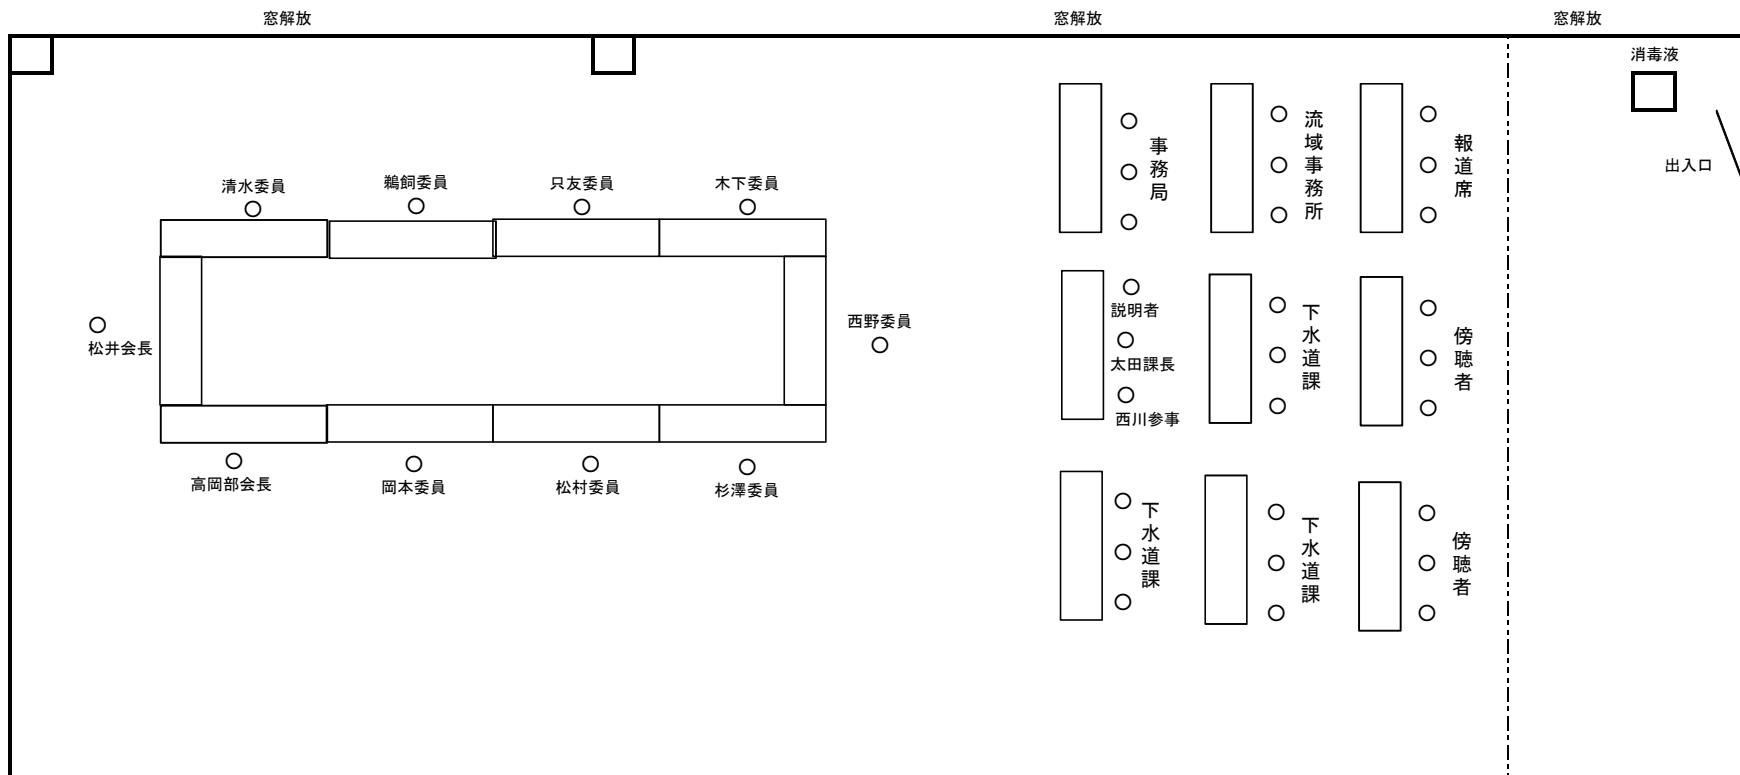 窓解放
窓解放
窓解放
消毒液
出入口
清水委員
鵜飼委員
只友委員
木下委員
松井会長
西野委員
高岡部会長
岡本委員
松村委員
杉澤委員
事務局
流域事務所
報道席
説明者
太田課長
西川参事
下水道課
傍聴者
下水道課
下水道課
傍聴者